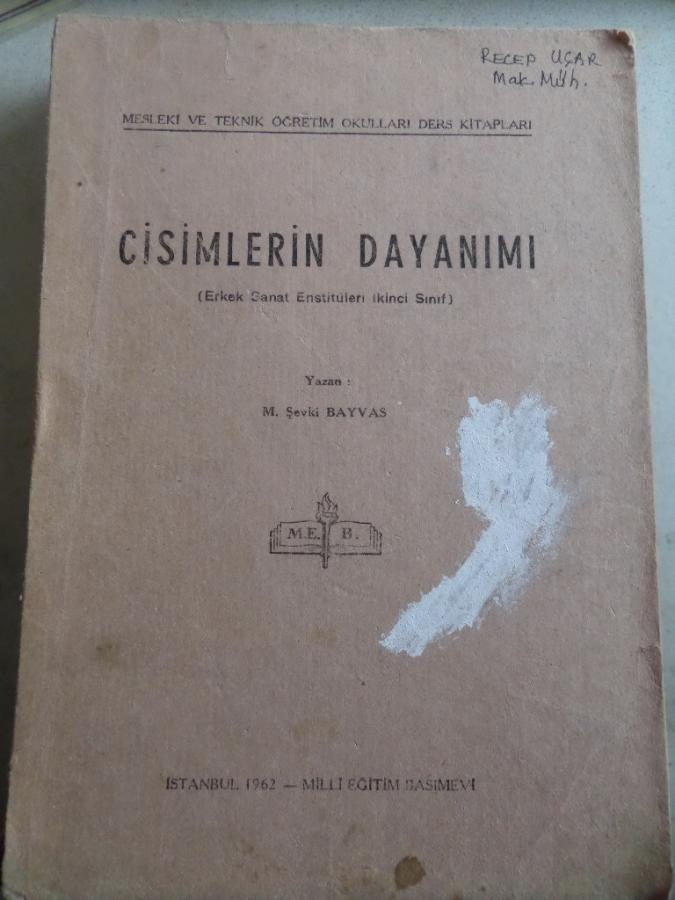 RECEP UÇAR
Mak. Müh.
MESLEKİ VE TEKNİK ÖĞRETİM OKULLARI DERS KİTAPLARI
CİSİMLERİN DAYANIMI
(Erkek Sanat Enstitüleri İkinci Sınıf)
Yazan :
M. Şevki BAYVAS
M.E. B.
İSTANBUL 1962 — MİLLÎ EĞİTİM BASIMEVİ